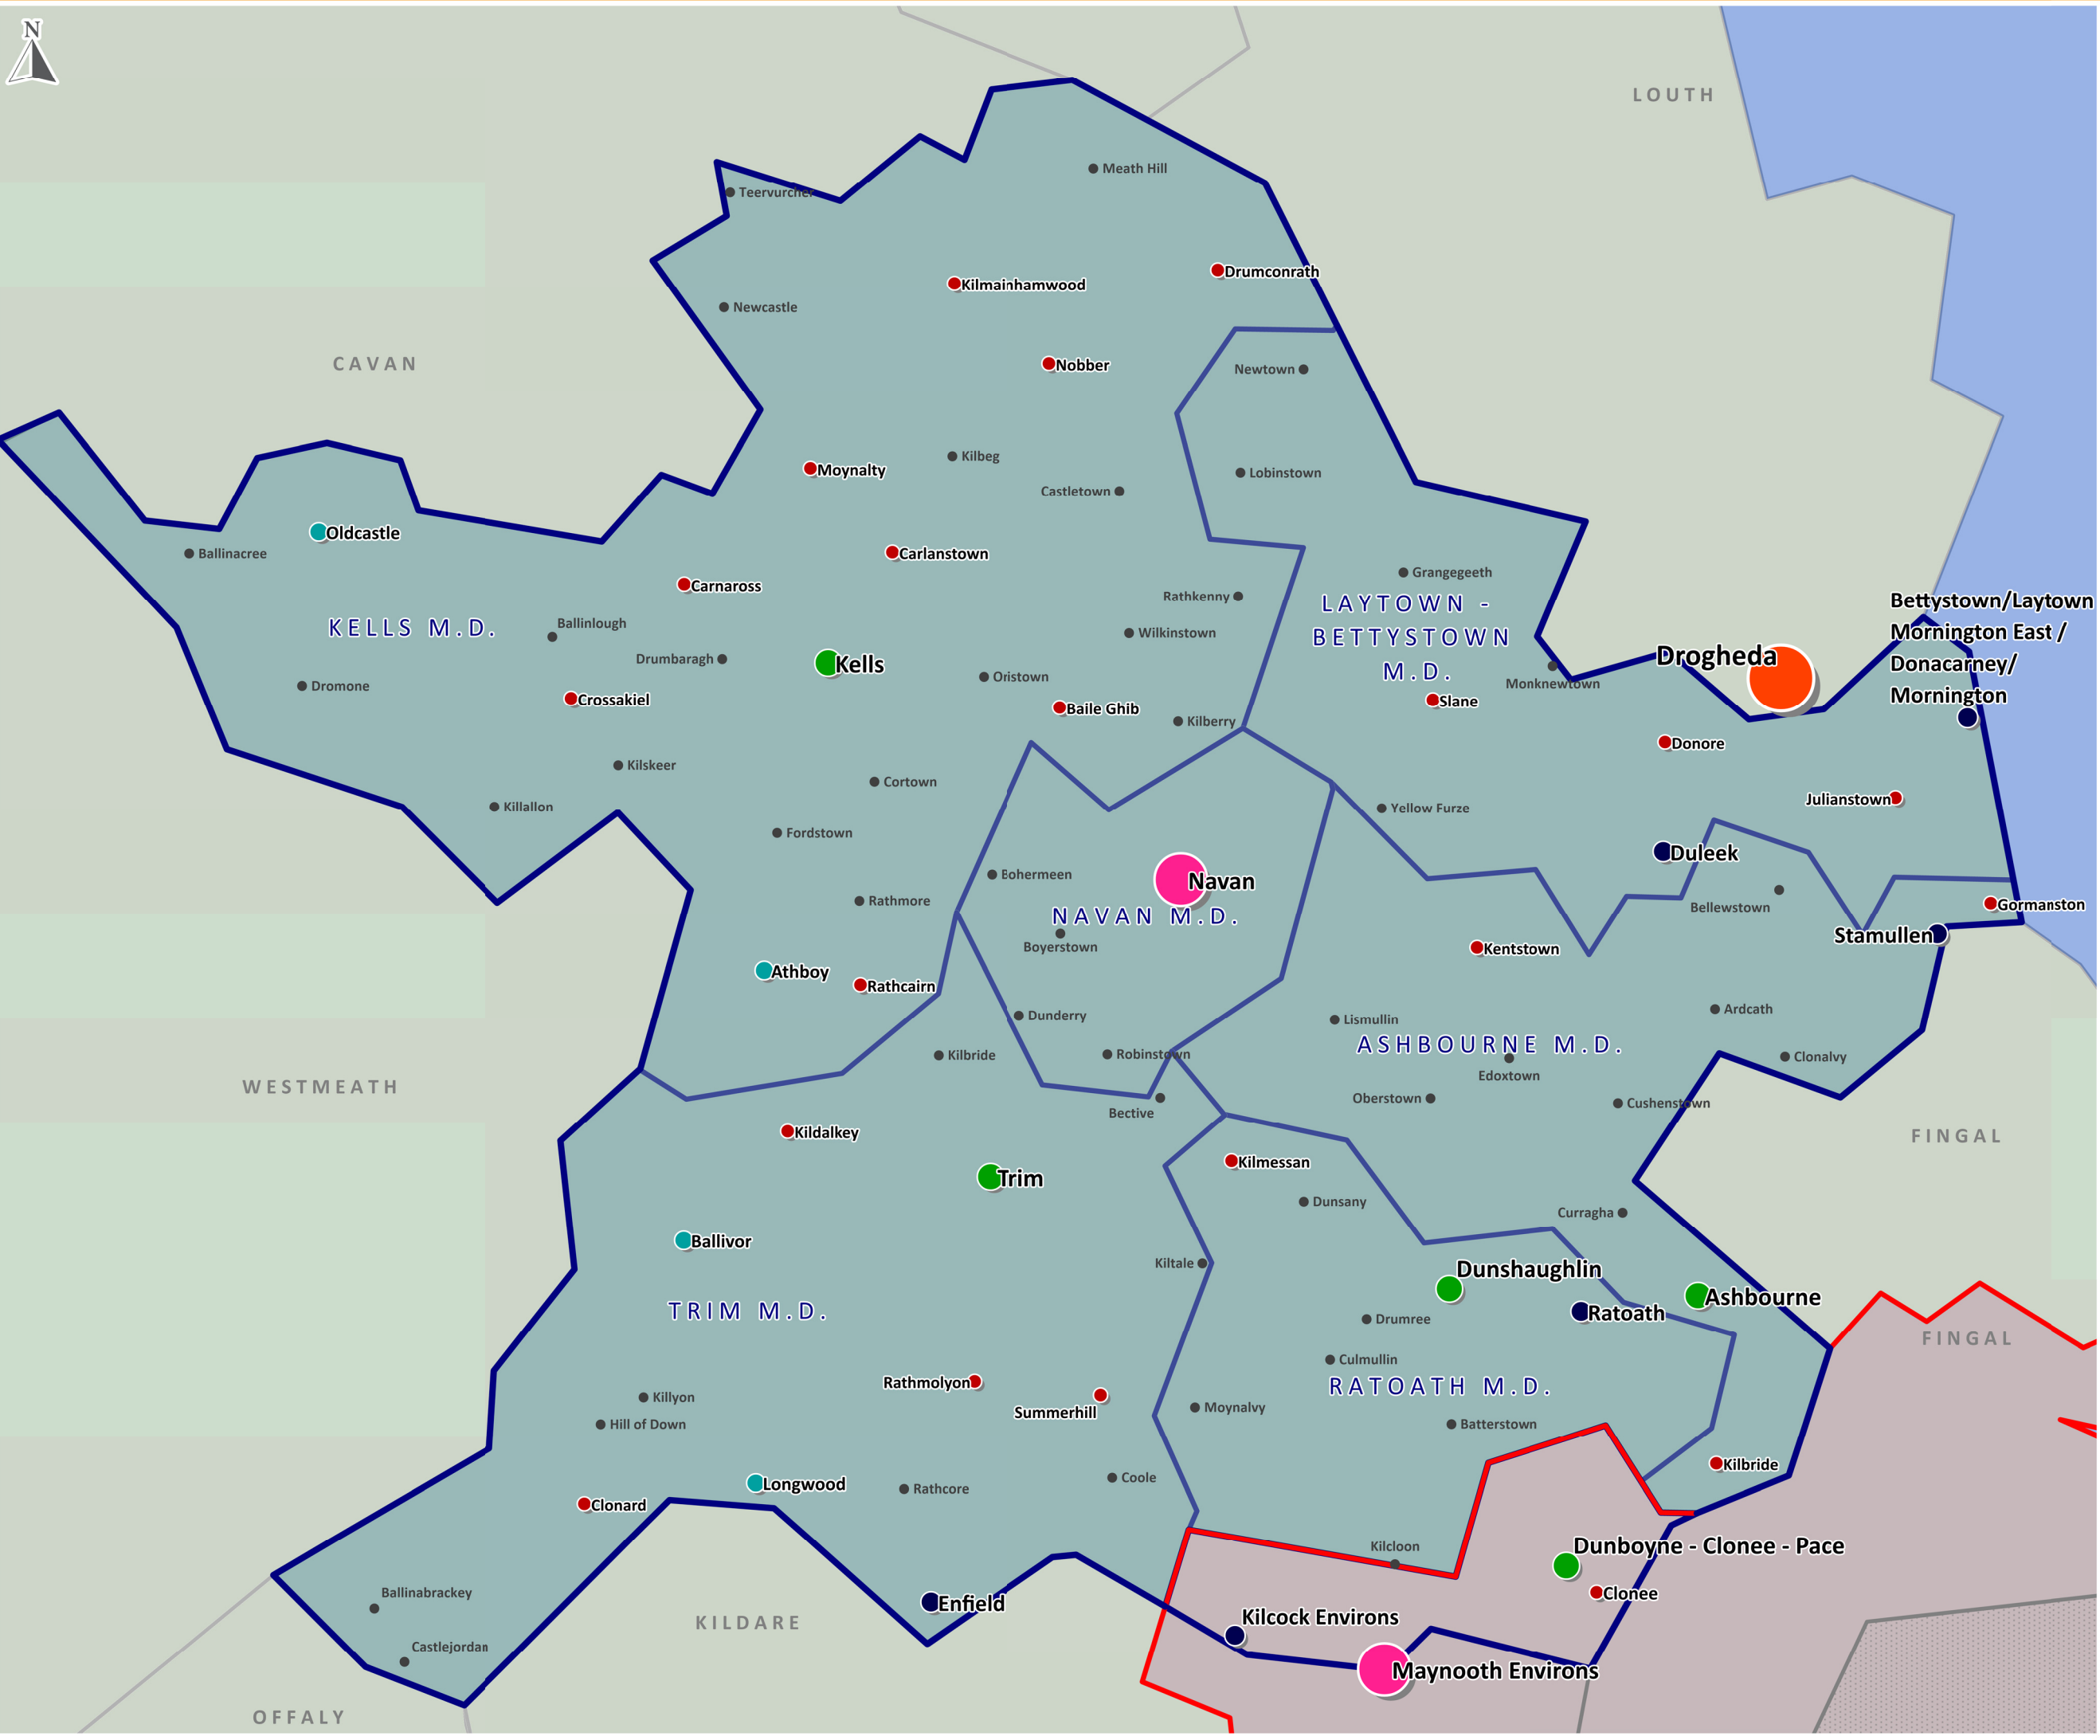 N
LOUTH
Meath Hill
Teervurcher
Drumconrath
Kilmainhamwood
Newcastle
CAVAN
Nobber
Newtown
Kilbeg
Moynalty
Lobinstown
Castletown
Oldcastle
Ballinacree
Carlanstown
Grangegeeth
Carnaross
Rathkenny
Bettystown/Laytown
Mornington East /
Donacarney/
Mornington
LAYTOWN -
BETTYSTOWN
M.D.
KELLS M.D.
Ballinlough
Wilkinstown
Drumbaragh
Kells
Drogheda
Oristown
Monknewtown
Dromone
Crossakiel
Slane
Baile Ghib
Kilberry
Donore
Kilskeer
Cortown
Julianstown
Killallon
Yellow Furze
Fordstown
Duleek
Bohermeen
Navan
Rathmore
Bellewstown
Gormanston
NAVAN M.D.
Stamullen
Boyerstown
Kentstown
Athboy
Rathcairn
Ardcath
Dunderry
Lismullin
ASHBOURNE M.D.
Kilbride
Robinstown
Clonalvy
Edoxtown
WESTMEATH
Oberstown
Cushenstown
Bective
Kildalkey
FINGAL
Kilmessan
Trim
Dunsany
Curragha
Ballivor
Kiltale
Dunshaughlin
Ashbourne
TRIM M.D.
Ratoath
Drumree
FINGAL
Culmullin
Rathmolyon
RATOATH M.D.
Killyon
Summerhill
Moynalvy
Hill of Down
Batterstown
Kilbride
Coole
Longwood
Rathcore
Clonard
Kilcloon
Dunboyne - Clonee - Pace
Ballinabrackey
Clonee
Enfield
Kilcock Environs
KILDARE
Castlejordan
Maynooth Environs
OFFALY